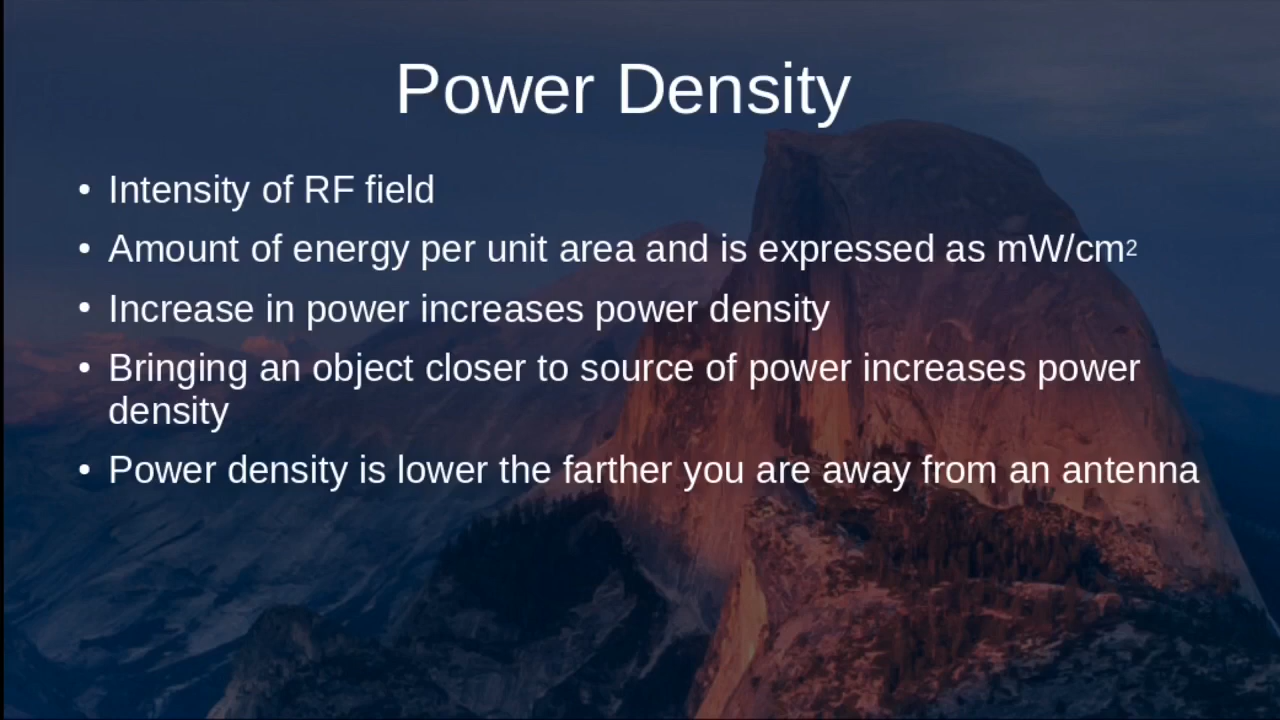 Power Density
• Intensity of RF field
• Amount of energy per unit area and is expressed as mW/cm²
• Increase in power increases power density
• Bringing an object closer to source of power increases power
density
• Power density is lower the farther you are away from an antenna